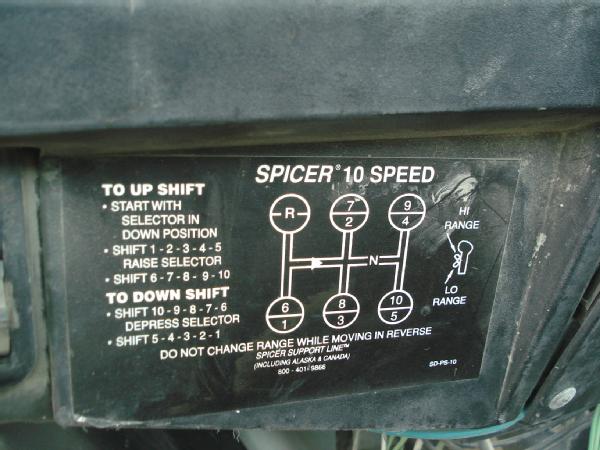 SPICER® 10 SPEED
TO UP SHIFT
• START WITH
SELECTOR IN
DOWN POSITION
• SHIFT 1-2-3-4-5
RAISE SELECTOR
• SHIFT 6-7-8-9-10
TO DOWN SHIFT
• SHIFT 10-9-8-7-6
DEPRESS SELECTOR
• SHIFT 5-4-3-2-1
R
7
2
9
4
N
6
1
8
3
10
5
HI
RANGE
LO
RANGE
DO NOT CHANGE RANGE WHILE MOVING IN REVERSE
SPICER SUPPORT LINE™
(INCLUDING ALASKA & CANADA)
800-401-9866
SD-PS-10